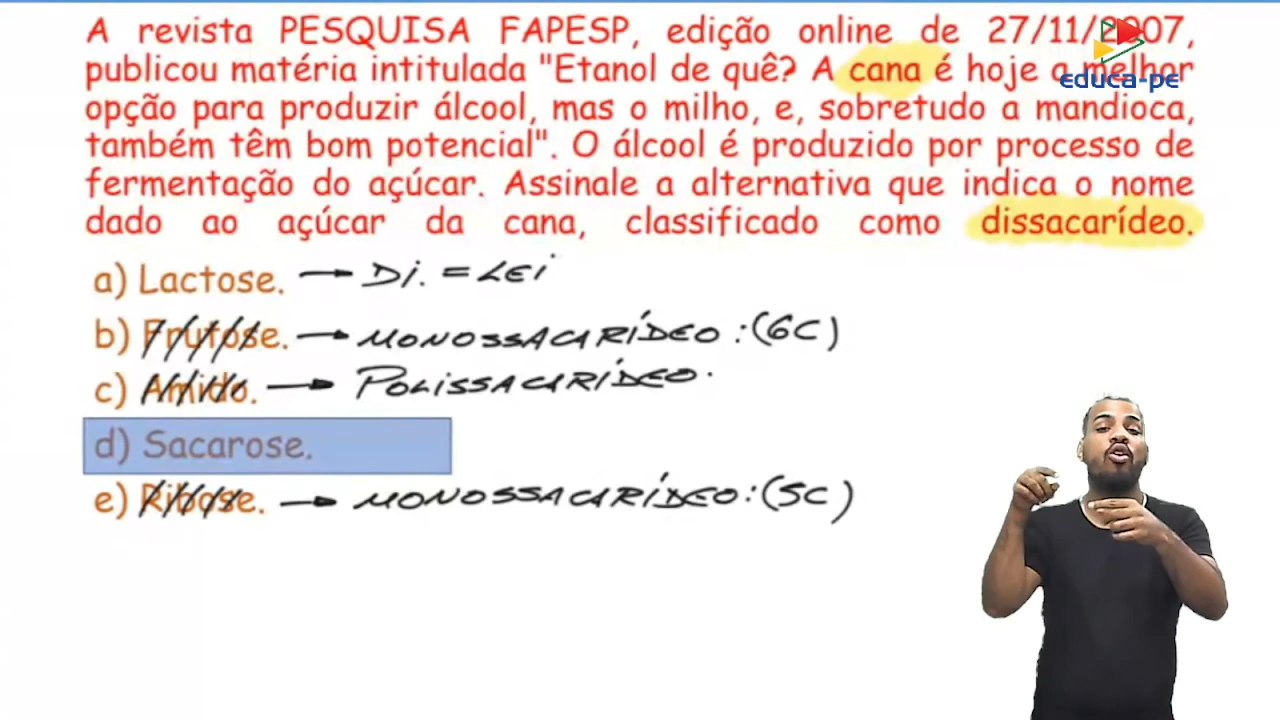 A revista PESQUISA FAPESP, edição online de 27/11/2007,
publicou matéria intitulada "Etanol de quê? A cana é hoje a melhor
opção para produzir álcool, mas o milho, e, sobretudo a mandioca,
também têm bom potencial". O álcool é produzido por processo de
fermentação do açúcar. Assinale a alternativa que indica o nome
dado ao açúcar da cana, classificado como dissacarídeo.
educa-pe
a) Lactose. → Di. = LEi
b) Frutose. → MONOSSACARÍDEO: (6C)
c) Amido. → POLiSSACARÍDEO.
d) Sacarose.
e) Ribose. → MONOSSACARÍDEO: (5C)